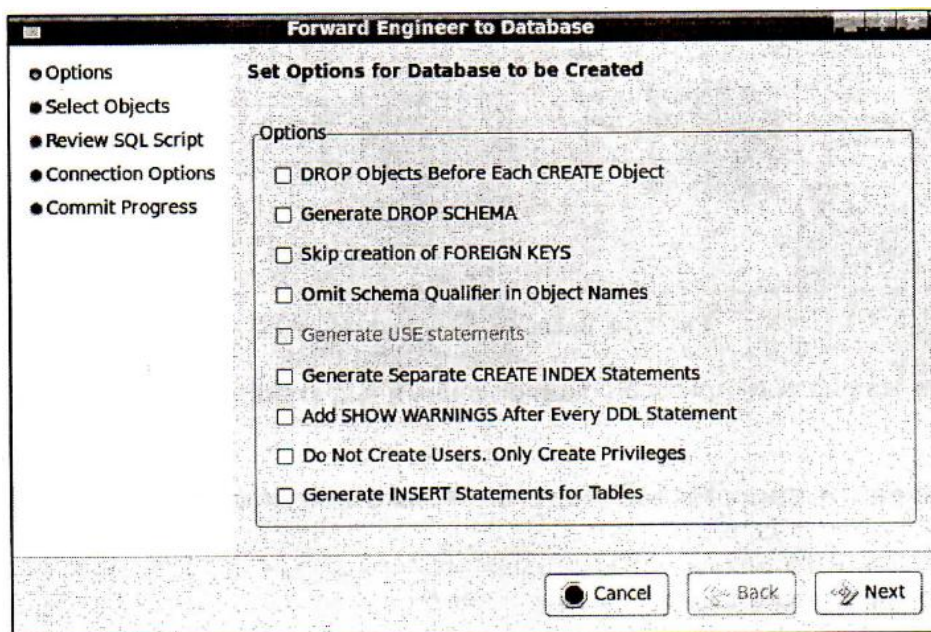 Forward Engineer to Database
Options
Select Objects
Review SQL Script
Connection Options
Commit Progress
Set Options for Database to be Created
Options
DROP Objects Before Each CREATE Object
Generate DROP SCHEMA
Skip creation of FOREIGN KEYS
Omit Schema Qualifier in Object Names
Generate USE statements
Generate Separate CREATE INDEX Statements
Add SHOW WARNINGS After Every DDL Statement
Do Not Create Users. Only Create Privileges
Generate INSERT Statements for Tables
Cancel
Back
Next